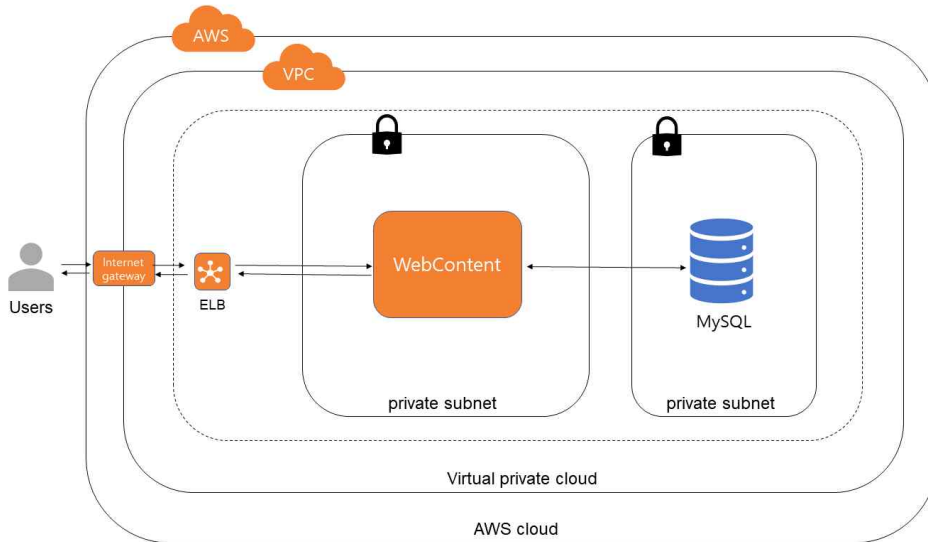 AWS
VPC
Internet
gateway
Users
ELB
WebContent
MySQL
private subnet
private subnet
Virtual private cloud
AWS cloud